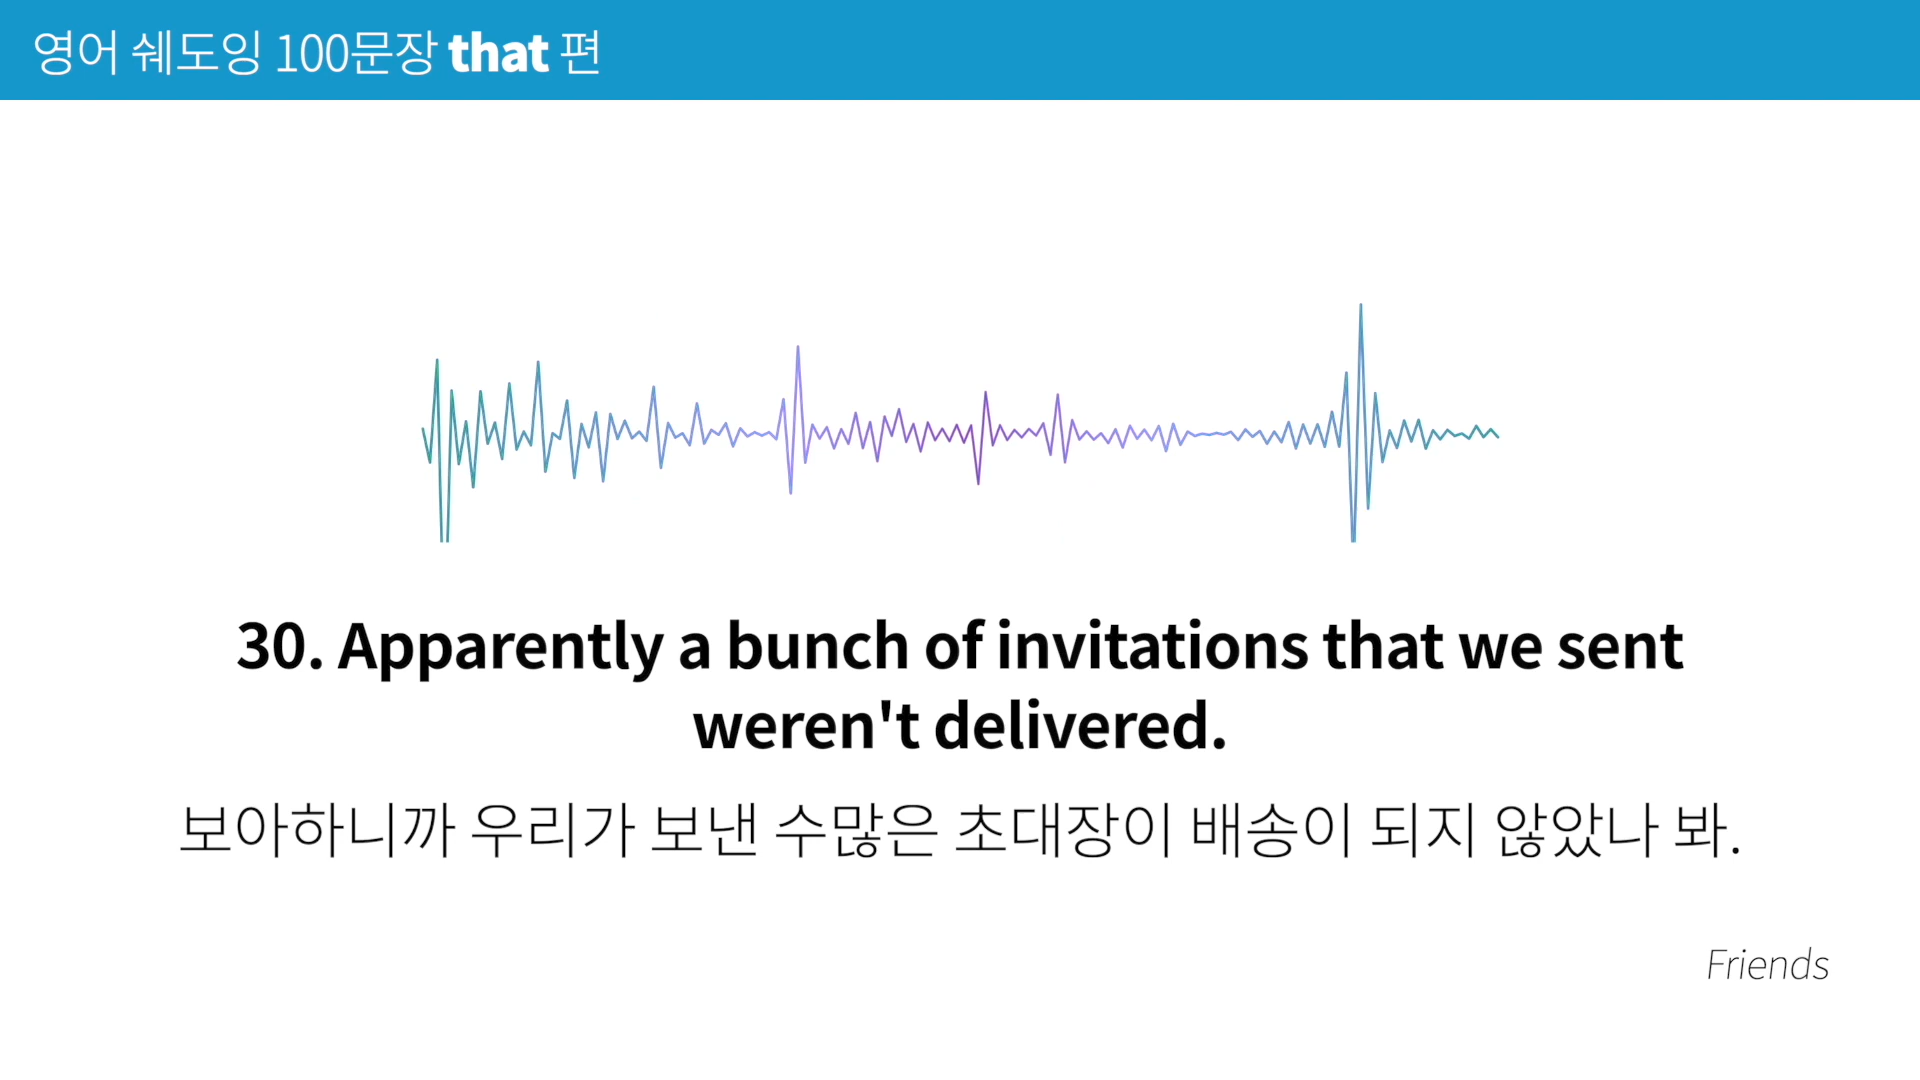 영어 쉐도잉 100문장 that 편
30. Apparently a bunch of invitations that we sent
weren't delivered.
보아하니까 우리가 보낸 수많은 초대장이 배송이 되지 않았나 봐.
Friends